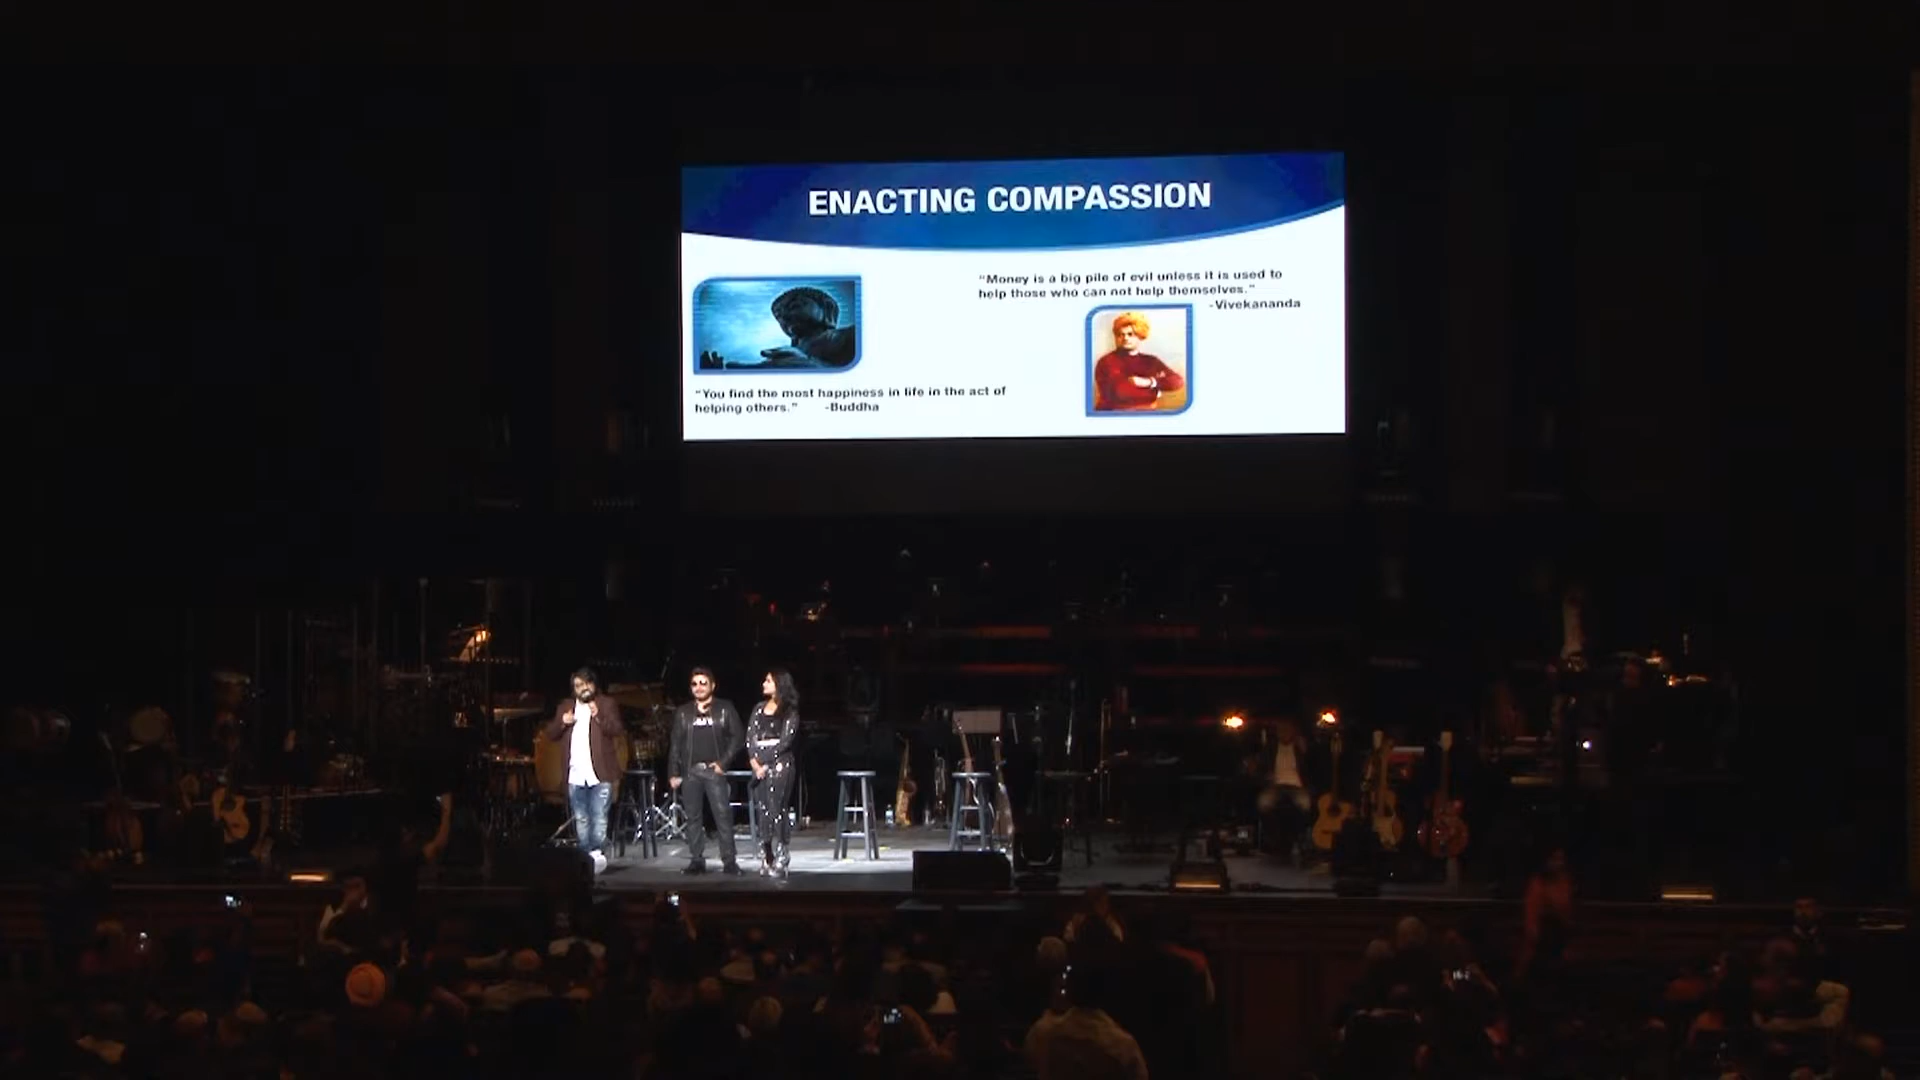 ENACTING COMPASSION
"Money is a big pile of evil unless it is used to
help those who can not help themselves."
-Vivekananda
"You find the most happiness in life in the act of
helping others." -Buddha